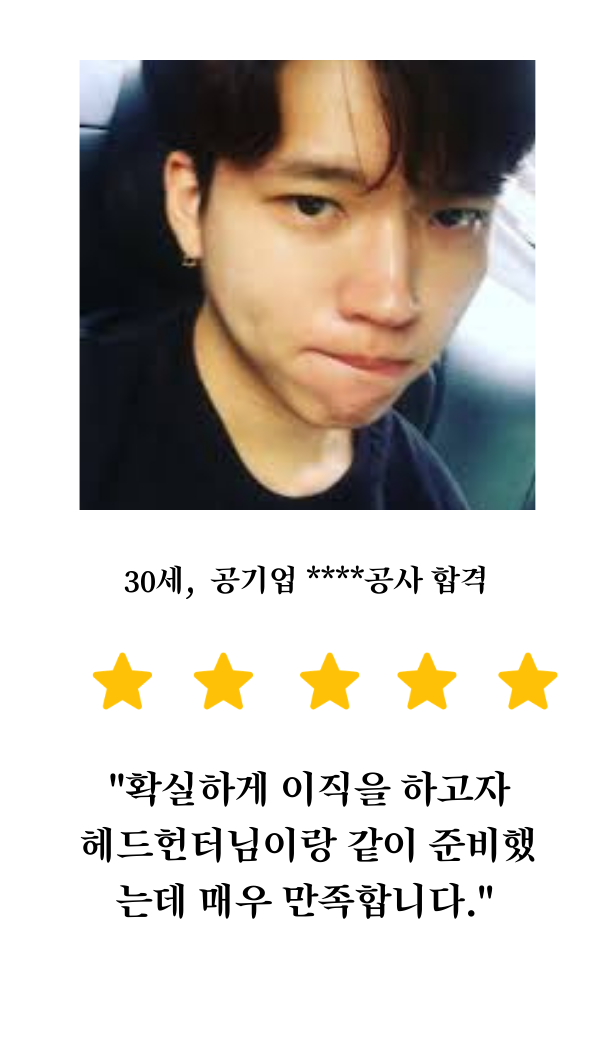 30세, 공기업 ****공사 합격
"확실하게 이직을 하고자
헤드헌터님이랑 같이 준비했
는데 매우 만족합니다."